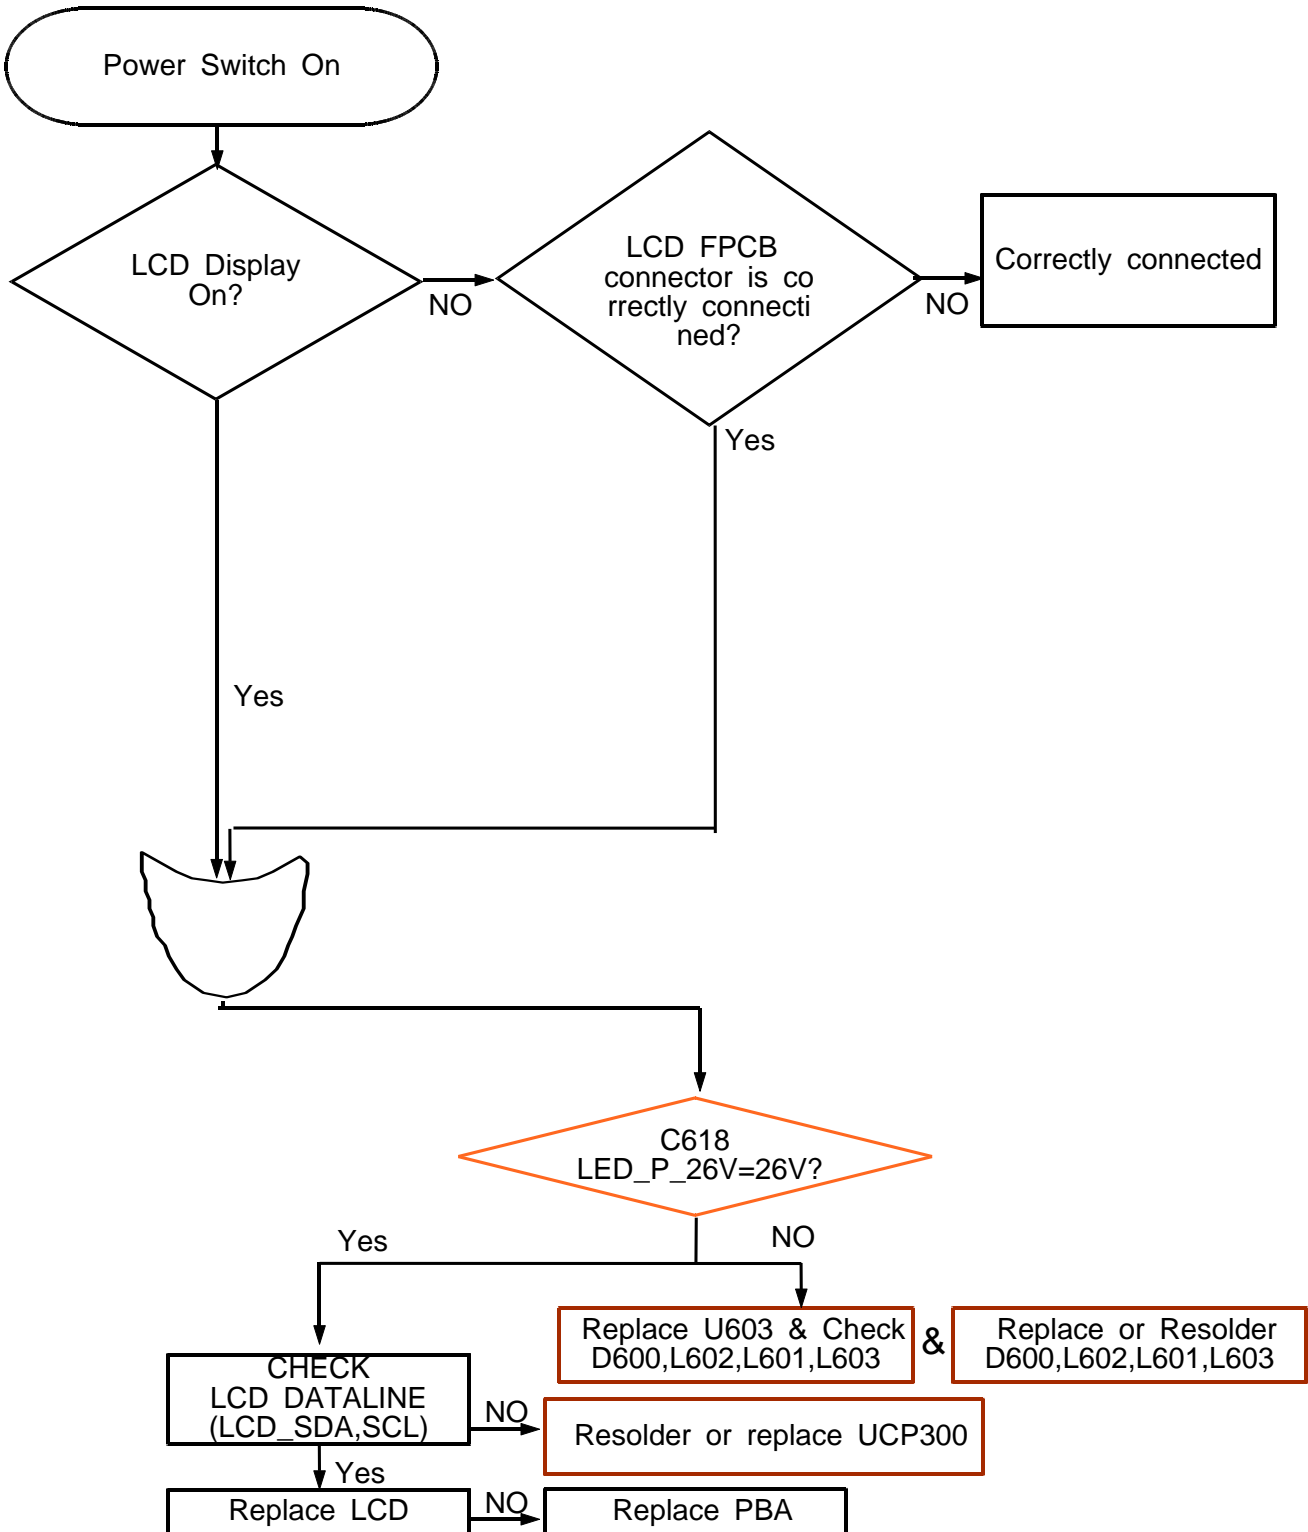 Power Switch On
LCD Display
On?
NO
LCD FPCB
connector is co
rrectly connecti
ned?
NO
Correctly connected
Yes
Yes
C618
LED_P_26V=26V?
Yes
NO
Replace U603 & Check
D600,L602,L601,L603
&
Replace or Resolder
D600,L602,L601,L603
CHECK
LCD DATALINE
(LCD_SDA,SCL)
NO
Resolder or replace UCP300
Yes
Replace LCD
NO
Replace PBA